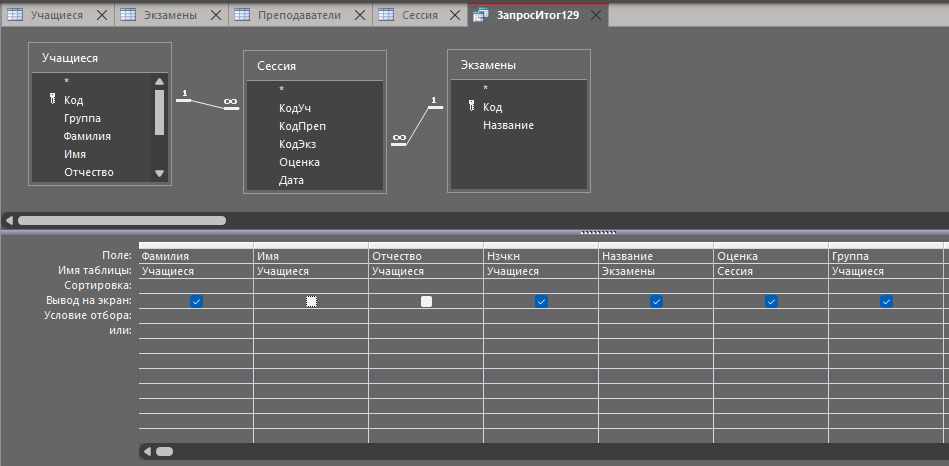 Учащиеся Экзамены Преподаватели Сессия ЗапросИтог129
Учащиеся
*
Код
Группа
Фамилия
Имя
Отчество
1 ∞
Сессия
*
КодУч
КодПреп
КодЭкз
Оценка
Дата
∞ 1
Экзамены
*
Код
Название
Поле: Фамилия Имя Отчество Нзчкн Название Оценка Группа
Имя таблицы: Учащиеся Учащиеся Учащиеся Учащиеся Экзамены Сессия Учащиеся
Сортировка:
Вывод на экран:
Условие отбора:
или: